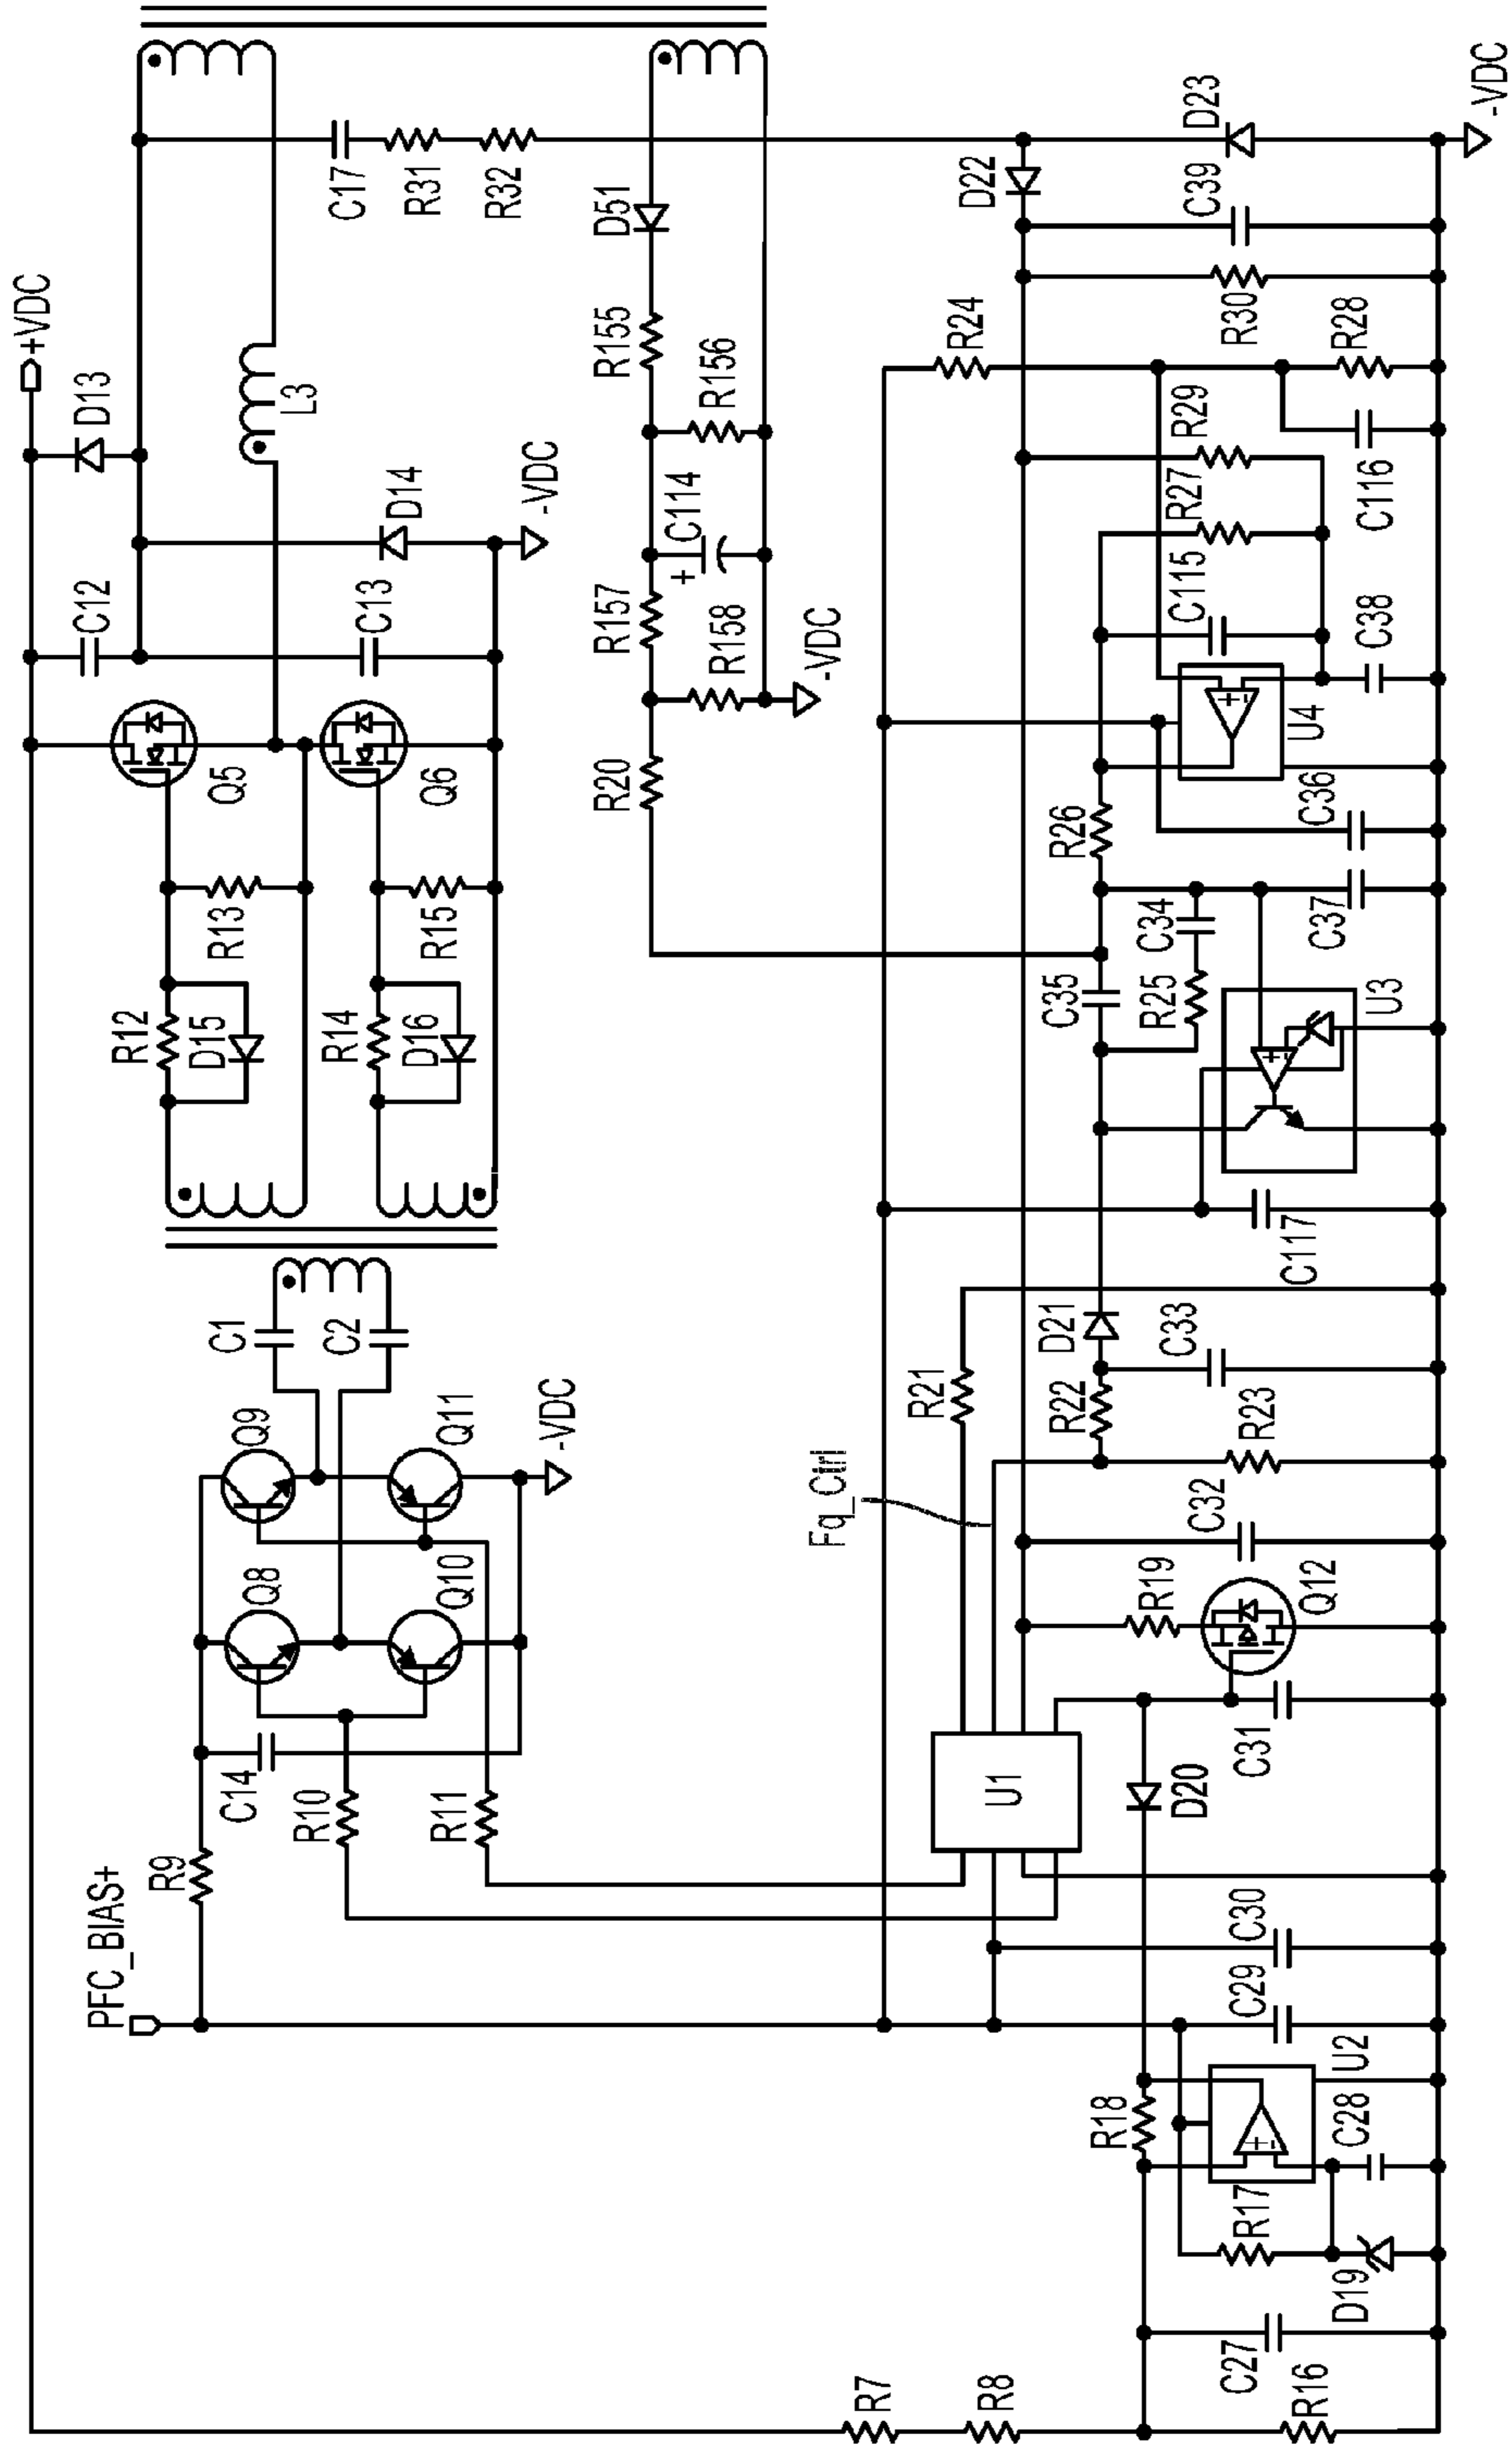 +VDC
D13
C12
L3
D14
C13
-VDC
Q5
Q6
R12
R13
D15
R14
R15
D16
C17
R31
R32
D51
R155
R156
C114
+
R157
R158
-VDC
R20
C1
C2
Q9
Q11
Q8
Q10
-VDC
C14
R9
R10
R11
PFC_BIAS+
D22
D23
C39
-VDC
R24
R30
R28
R29
R27
C116
C115
C38
+
-
U4
C36
R26
C34
C37
C35
R25
+
-
U3
C117
D21
C33
R21
R22
R23
Fq_Ctrl
C32
R19
Q12
C31
U1
D20
C30
C29
U2
R18
+
-
C28
R17
D19
C27
R7
R8
R16